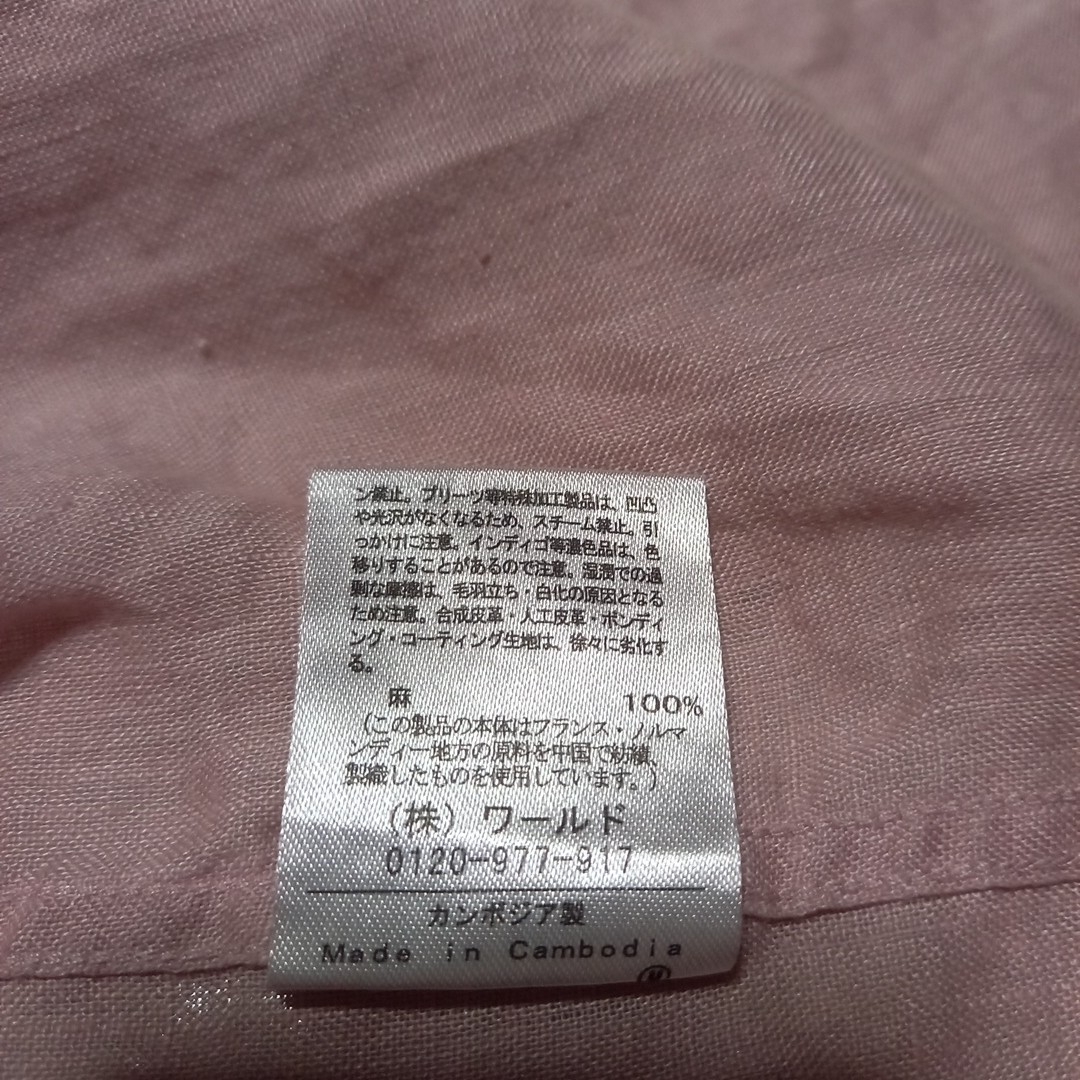 ン禁止。プリーツ等特殊加工製品は、凹凸
や光沢がなくなるため、スチーム禁止。引
っかけに注意。インディゴ等濃色品は、色
移りすることがあるので注意。湿潤での過
剰な摩擦は、毛羽立ち・白化の原因となる
ため注意。合成皮革・人工皮革・ボンディ
ング・コーティング生地は、徐々に劣化す
る。
麻 100%
(この製品の本体はフランス・ノルマ
ンディー地方の原料を中国で紡績、
製織したものを使用しています。)
(株) ワールド
0120-977-917
カンボジア製
Made in Cambodia
M